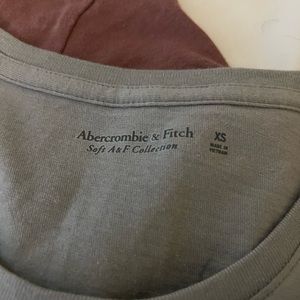 Abercrombie & Fitch
Soft A&F Collection
XS
MADE IN
VIETNAM